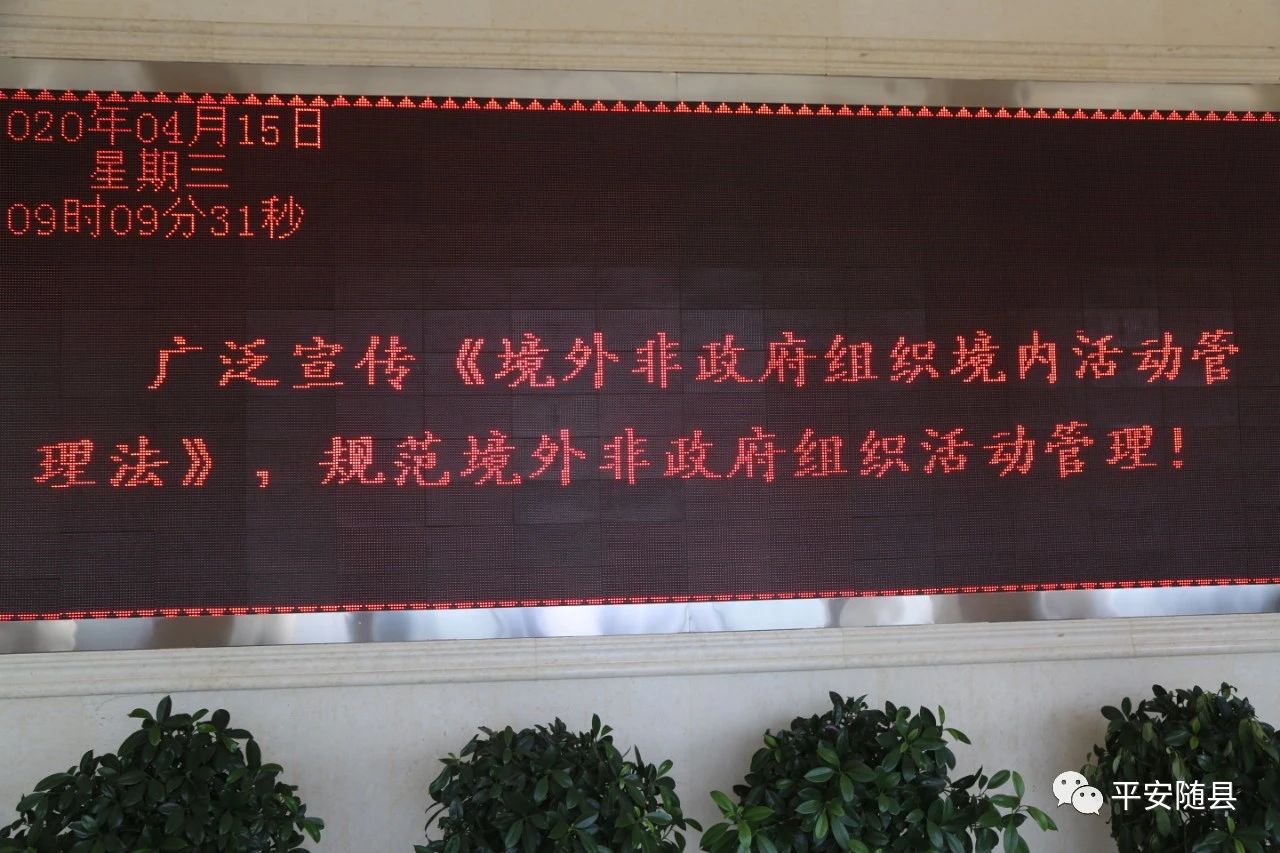 020年04月15日
星期三
09时09分31秒
广泛宣传《境外非政府组织境内活动管
理法》，规范境外非政府组织活动管理！
平安随县